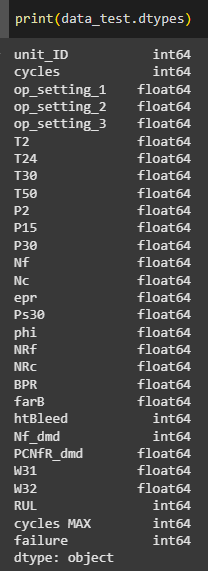 print(data_test.dtypes)
unit_ID int64
cycles int64
op_setting_1 float64
op_setting_2 float64
op_setting_3 float64
T2 float64
T24 float64
T30 float64
T50 float64
P2 float64
P15 float64
P30 float64
Nf float64
Nc float64
epr float64
Ps30 float64
phi float64
NRf float64
NRc float64
BPR float64
farB float64
htBleed int64
Nf_dmd int64
PCNfR_dmd float64
W31 float64
W32 float64
RUL int64
cycles MAX int64
failure int64
dtype: object